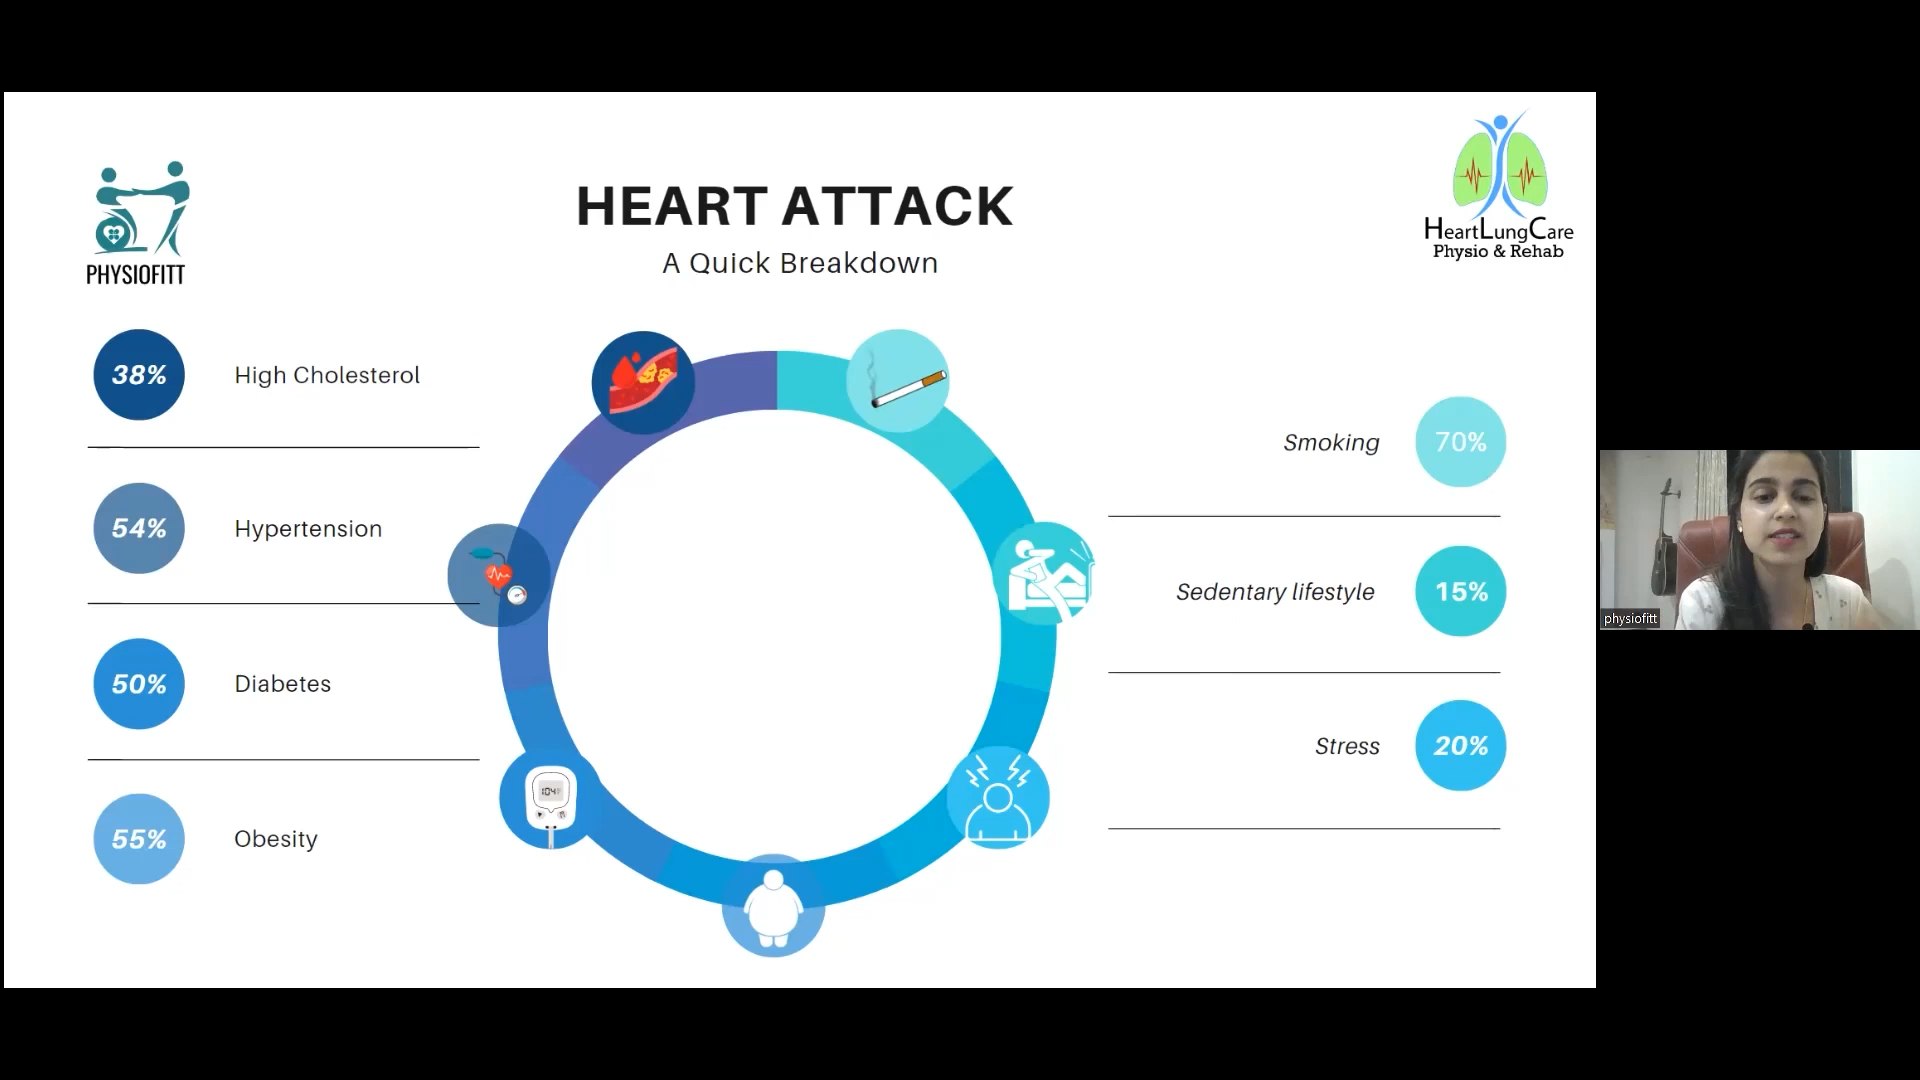 PHYSIOFITT
HeartLungCare
Physio & Rehab
HEART ATTACK
A Quick Breakdown
38% High Cholesterol
54% Hypertension
50% Diabetes
55% Obesity
Smoking 70%
Sedentary lifestyle 15%
Stress 20%
104
physiofitt